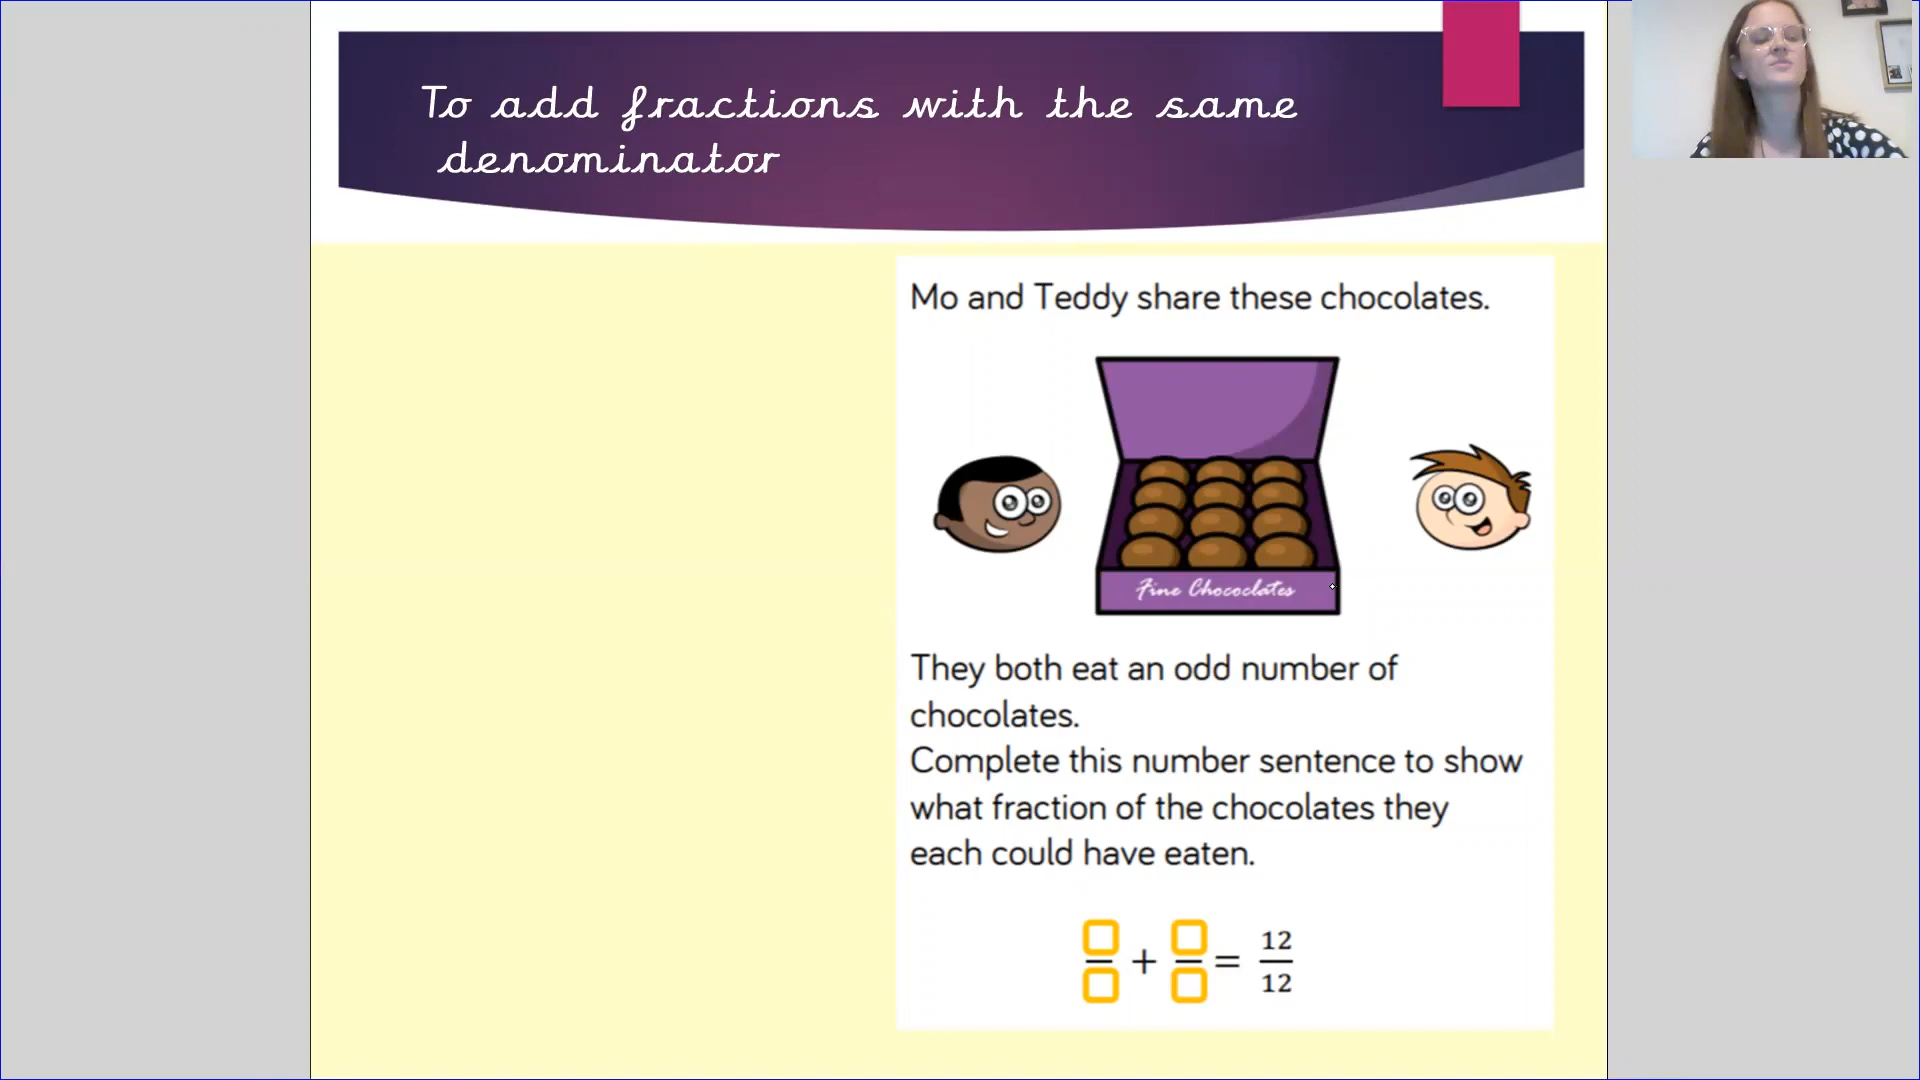 To add fractions with the same
denominator
Mo and Teddy share these chocolates.
Fine Chococlates
They both eat an odd number of
chocolates.
Complete this number sentence to show
what fraction of the chocolates they
each could have eaten.
□/□ + □/□ = 12/12